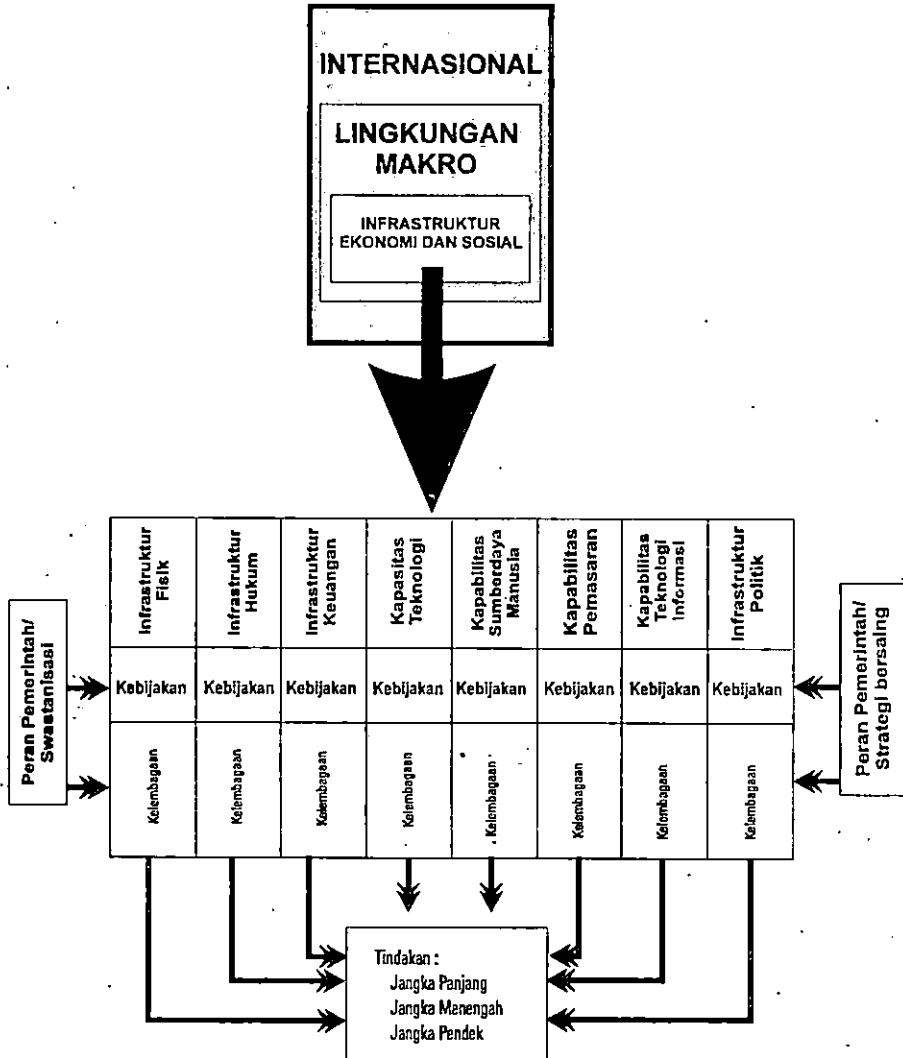 INTERNASIONAL
LINGKUNGAN
MAKRO
INFRASTRUKTUR
EKONOMI DAN SOSIAL
Infrastruktur
Fisik
Infrastruktur
Hukum
Infrastruktur
Keuangan
Kapasitas
Teknologi
Kapabilitas
Sumberdaya
Manusia
Kapabilitas
Pemasaran
Kapabilitas
Teknologi
Informasi
Infrastruktur
Politik
Peran Pemerintah/
Swastanisasi
Kebijakan
Kebijakan
Kebijakan
Kebijakan
Kebijakan
Kebijakan
Kebijakan
Kebijakan
Peran Pemerintah/
Strategi bersaing
Kelembagaan
Kelembagaan
Kelembagaan
Kelembagaan
Kelembagaan
Kelembagaan
Kelembagaan
Kelembagaan
Tindakan :
Jangka Panjang
Jangka Menengah
Jangka Pendek